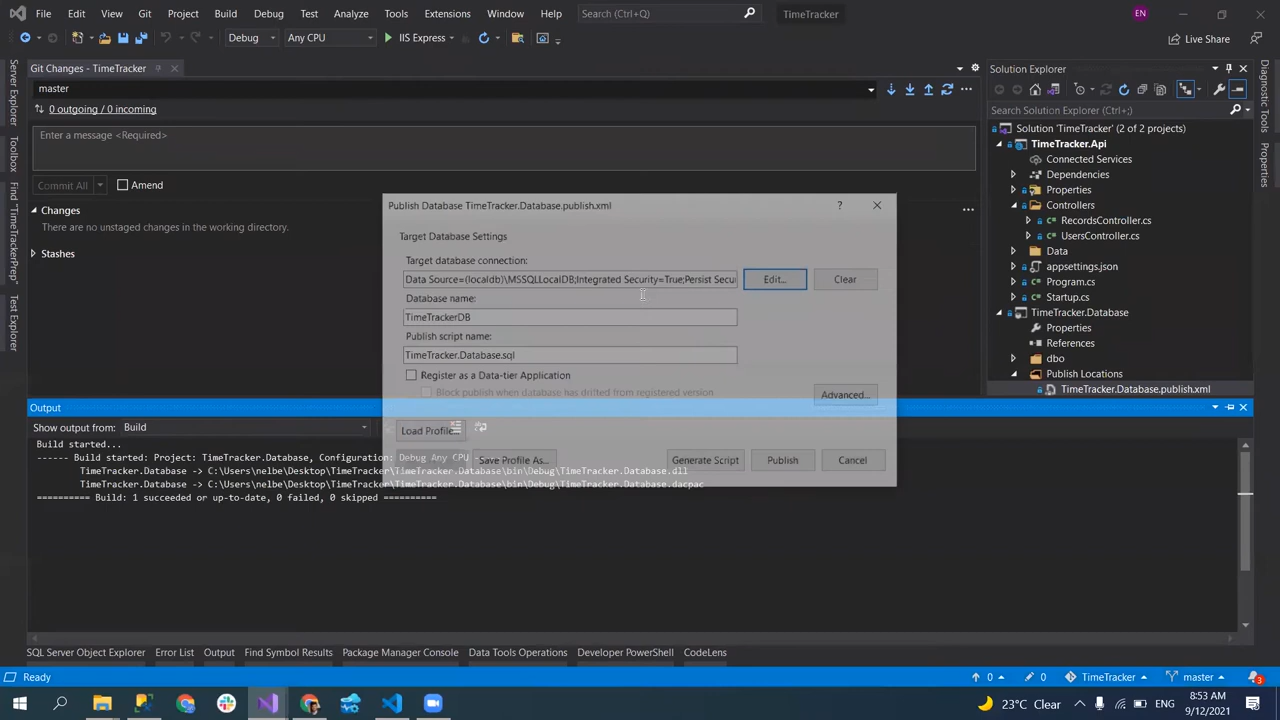 File Edit View Git Project Build Debug Test Analyze Tools Extensions Window Help Search (Ctrl+Q) TimeTracker EN
Debug Any CPU IIS Express Live Share
Git Changes - TimeTracker
master
0 outgoing / 0 incoming
Enter a message <Required>
Commit All Amend
Changes
There are no unstaged changes in the working directory.
Stashes
Server Explorer
Toolbox
Find "TimeTrackerPrep"
Test Explorer
Publish Database TimeTracker.Database.publish.xml ?
Target Database Settings
Target database connection:
Data Source=(localdb)\MSSQLLocalDB;Integrated Security=True;Persist Secu Edit... Clear
Database name:
TimeTrackerDB
Publish script name:
TimeTracker.Database.sql
Register as a Data-tier Application
Block publish when database has drifted from registered version
Advanced...
Load Profile...
Save Profile As... Generate Script Publish Cancel
Solution Explorer
Search Solution Explorer (Ctrl+;)
Solution 'TimeTracker' (2 of 2 projects)
TimeTracker.Api
Connected Services
Dependencies
Properties
Controllers
RecordsController.cs
UsersController.cs
Data
appsettings.json
Program.cs
Startup.cs
TimeTracker.Database
Properties
References
dbo
Publish Locations
TimeTracker.Database.publish.xml
Diagnostic Tools
Properties
Output
Show output from: Build
Build started...
------ Build started: Project: TimeTracker.Database, Configuration: Debug Any CPU ------
TimeTracker.Database -> C:\Users\nelbe\Desktop\TimeTracker\TimeTracker.Database\bin\Debug\TimeTracker.Database.dll
TimeTracker.Database -> C:\Users\nelbe\Desktop\TimeTracker\TimeTracker.Database\bin\Debug\TimeTracker.Database.dacpac
========== Build: 1 succeeded or up-to-date, 0 failed, 0 skipped ==========
SQL Server Object Explorer Error List Output Find Symbol Results Package Manager Console Data Tools Operations Developer PowerShell CodeLens
Ready 0 0 TimeTracker master 3
23°C Clear 8:53 AM
9/12/2021